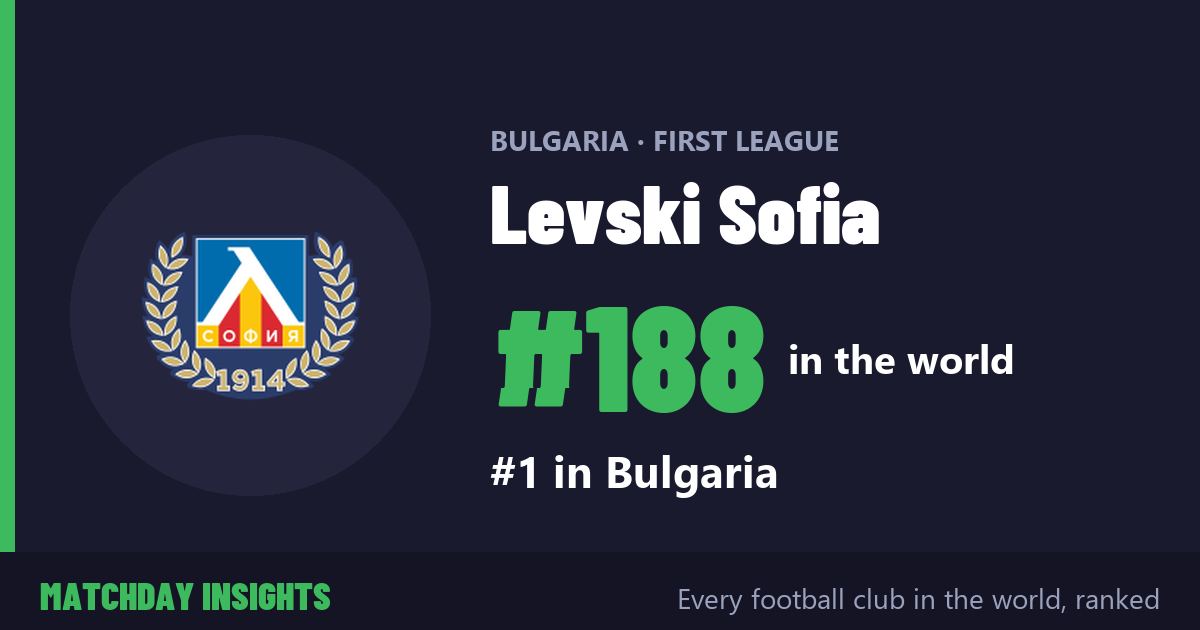 BULGARIA · FIRST LEAGUE
Levski Sofia
СОФИЯ
1914
#188 in the world
#1 in Bulgaria
MATCHDAY INSIGHTS
Every football club in the world, ranked